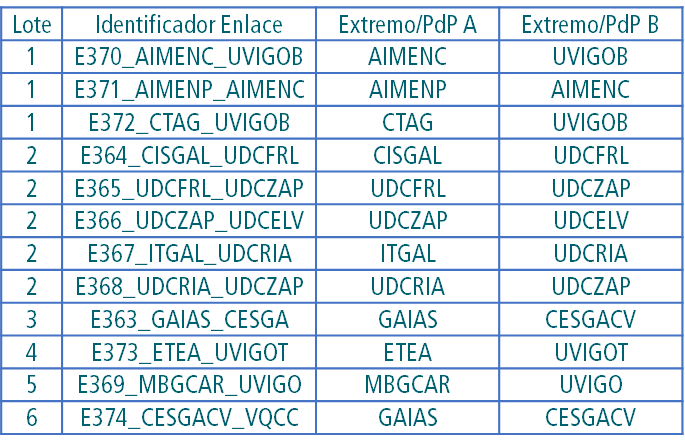 Lote Identificador Enlace Extremo/PdP A Extremo/PdP B
1 E370_AIMENC_UVIGOB AIMENC UVIGOB
1 E371_AIMENP_AIMENC AIMENP AIMENC
1 E372_CTAG_UVIGOB CTAG UVIGOB
2 E364_CISGAL_UDCFRL CISGAL UDCFRL
2 E365_UDCFRL_UDCZAP UDCFRL UDCZAP
2 E366_UDCZAP_UDCELV UDCZAP UDCELV
2 E367_ITGAL_UDCRIA ITGAL UDCRIA
2 E368_UDCRIA_UDCZAP UDCRIA UDCZAP
3 E363_GAIAS_CESGA GAIAS CESGACV
4 E373_ETEA_UVIGOT ETEA UVIGOT
5 E369_MBGCAR_UVIGO MBGCAR UVIGO
6 E374_CESGACV_VQCC GAIAS CESGACV